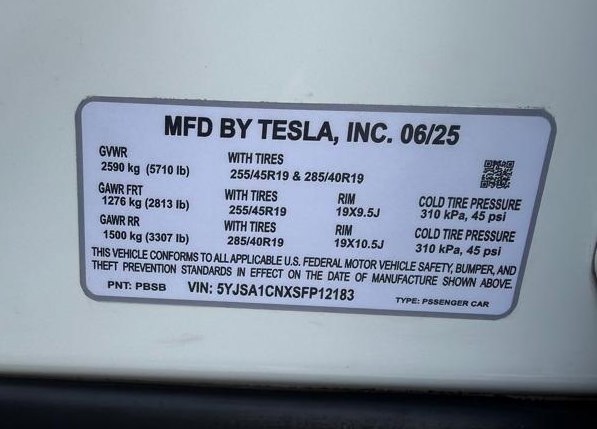 MFD BY TESLA, INC. 06/25
GVWR
2590 kg (5710 lb)
WITH TIRES
255/45R19 & 285/40R19
GAWR FRT
1276 kg (2813 lb)
WITH TIRES
255/45R19
RIM
19X9.5J
COLD TIRE PRESSURE
310 kPa, 45 psi
GAWR RR
1500 kg (3307 lb)
WITH TIRES
285/40R19
RIM
19X10.5J
COLD TIRE PRESSURE
310 kPa, 45 psi
THIS VEHICLE CONFORMS TO ALL APPLICABLE U.S. FEDERAL MOTOR VEHICLE SAFETY, BUMPER, AND
THEFT PREVENTION STANDARDS IN EFFECT ON THE DATE OF MANUFACTURE SHOWN ABOVE.
PNT: PBSB VIN: 5YJSA1CNXSFP12183 TYPE: PSSENGER CAR